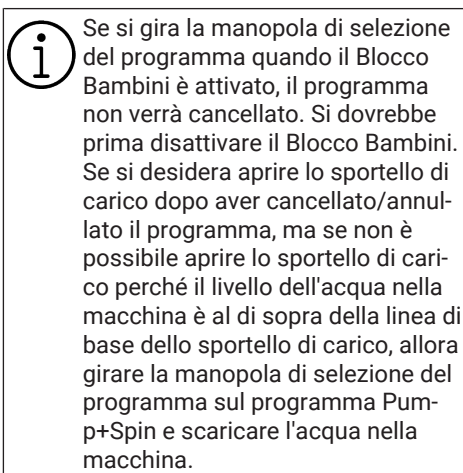 Se si gira la manopola di selezione
del programma quando il Blocco
Bambini è attivato, il programma
non verrà cancellato. Si dovrebbe
prima disattivare il Blocco Bambini.
Se si desidera aprire lo sportello di
carico dopo aver cancellato/annul-
lato il programma, ma se non è
possibile aprire lo sportello di cari-
co perché il livello dell'acqua nella
macchina è al di sopra della linea di
base dello sportello di carico, allora
girare la manopola di selezione del
programma sul programma Pum-
p+Spin e scaricare l'acqua nella
macchina.